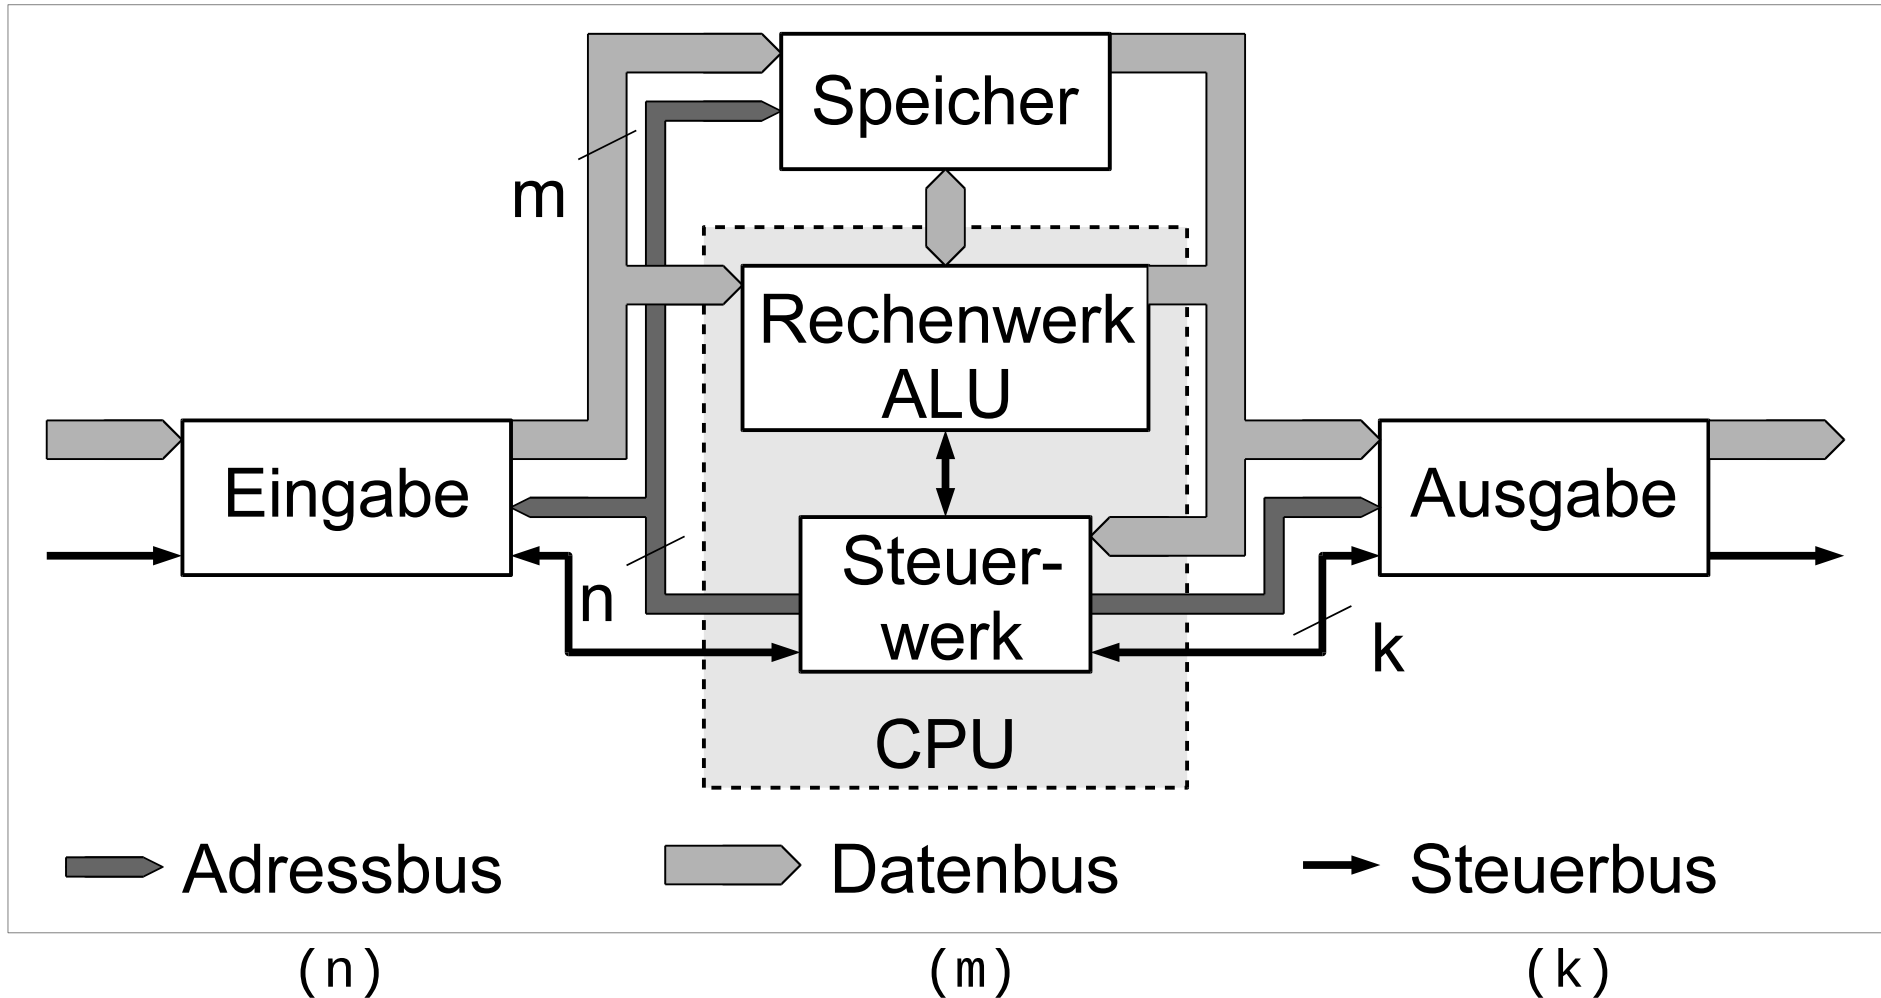 Speicher
m
Rechenwerk
ALU
Eingabe
Ausgabe
Steuer-
werk
n
k
CPU
Adressbus
Datenbus
Steuerbus
(n)
(m)
(k)